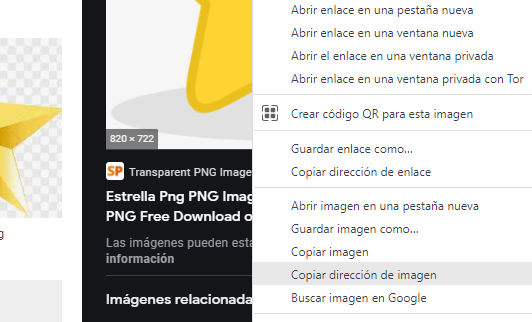 820 × 722
SP
Transparent PNG Image
Estrella Png PNG Imag
PNG Free Download o
Las imágenes pueden esta
información
Imágenes relacionada
Abrir enlace en una pestaña nueva
Abrir enlace en una ventana nueva
Abrir el enlace en una ventana privada
Abrir enlace en una ventana privada con Tor
Crear código QR para esta imagen
Guardar enlace como...
Copiar dirección de enlace
Abrir imagen en una pestaña nueva
Guardar imagen como...
Copiar imagen
Copiar dirección de imagen
Buscar imagen en Google